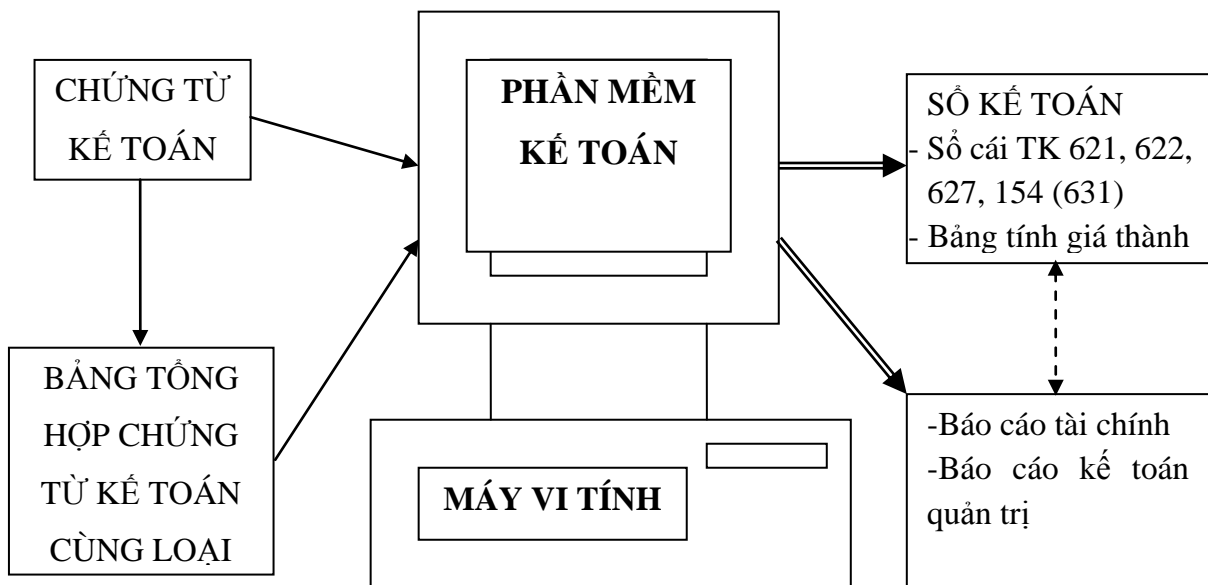 CHỨNG TỪ
KẾ TOÁN
PHẦN MỀM
KẾ TOÁN
SỔ KẾ TOÁN
- Sổ cái TK 621, 622,
627, 154 (631)
- Bảng tính giá thành
BẢNG TỔNG
HỢP CHỨNG
TỪ KẾ TOÁN
CÙNG LOẠI
MÁY VI TÍNH
-Báo cáo tài chính
-Báo cáo kế toán
quản trị